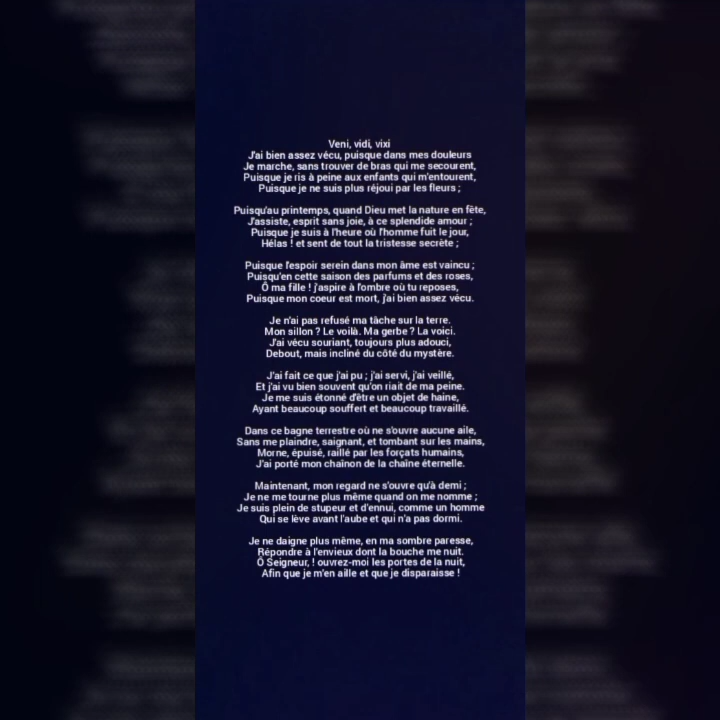 Veni, vidi, vixi
J'ai bien assez vécu, puisque dans mes douleurs
Je marche, sans trouver de bras qui me secourent,
Puisque je ris à peine aux enfants qui m'entourent,
Puisque je ne suis plus réjoui par les fleurs ;
Puisqu'au printemps, quand Dieu met la nature en fête,
J'assiste, esprit sans joie, à ce splendide amour ;
Puisque je suis à l'heure où l'homme fuit le jour,
Hélas ! et sent de tout la tristesse secrète ;
Puisque l'espoir serein dans mon âme est vaincu ;
Puisqu'en cette saison des parfums et des roses,
Ô ma fille ! j'aspire à l'ombre où tu reposes,
Puisque mon coeur est mort, j'ai bien assez vécu.
Je n'ai pas refusé ma tâche sur la terre.
Mon sillon ? Le voilà. Ma gerbe ? La voici.
J'ai vécu souriant, toujours plus adouci,
Debout, mais incliné du côté du mystère.
J'ai fait ce que j'ai pu ; j'ai servi, j'ai veillé,
Et j'ai vu bien souvent qu'on riait de ma peine.
Je me suis étonné d'être un objet de haine,
Ayant beaucoup souffert et beaucoup travaillé.
Dans ce bagne terrestre où ne s'ouvre aucune aile,
Sans me plaindre, saignant, et tombant sur les mains,
Morne, épuisé, raillé par les forçats humains,
J'ai porté mon chaînon de la chaîne éternelle.
Maintenant, mon regard ne s'ouvre qu'à demi ;
Je ne me tourne plus même quand on me nomme ;
Je suis plein de stupeur et d'ennui, comme un homme
Qui se lève avant l'aube et qui n'a pas dormi.
Je ne daigne plus même, en ma sombre paresse,
Répondre à l'envieux dont la bouche me nuit.
Ô Seigneur, ! ouvrez-moi les portes de la nuit,
Afin que je m'en aille et que je disparaisse !